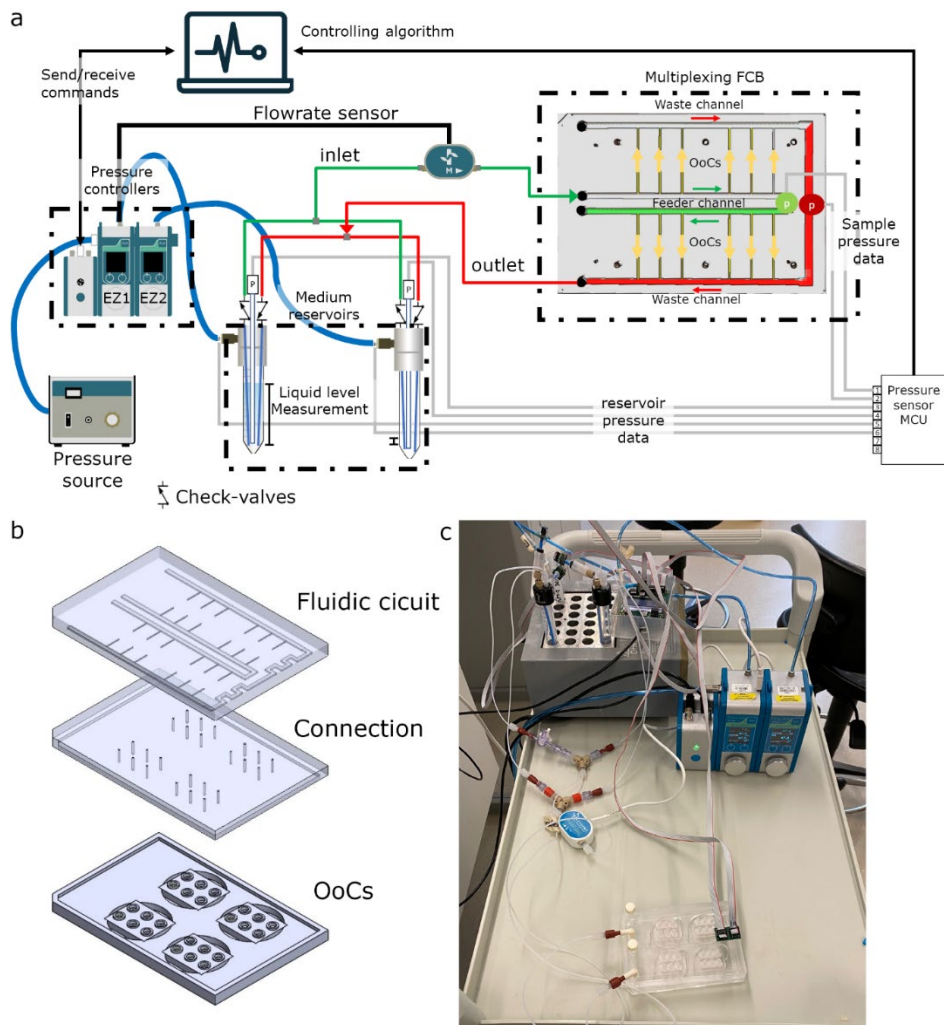 a
Controlling algorithm
Send/receive
commands
Multiplexing FCB
Waste channel
Flowrate sensor
M
inlet
OoCs
Pressure
controllers
Feeder channel
p
p
OoCs
Sample
pressure
data
outlet
EZ1
EZ2
P
P
Medium
reservoirs
Waste channel
Liquid level
Measurement
reservoir
pressure
data
1
2
3
4
5
6
7
8
Pressure
sensor
MCU
Pressure
source
Check-valves
b
c
Fluidic cicuit
Connection
OoCs